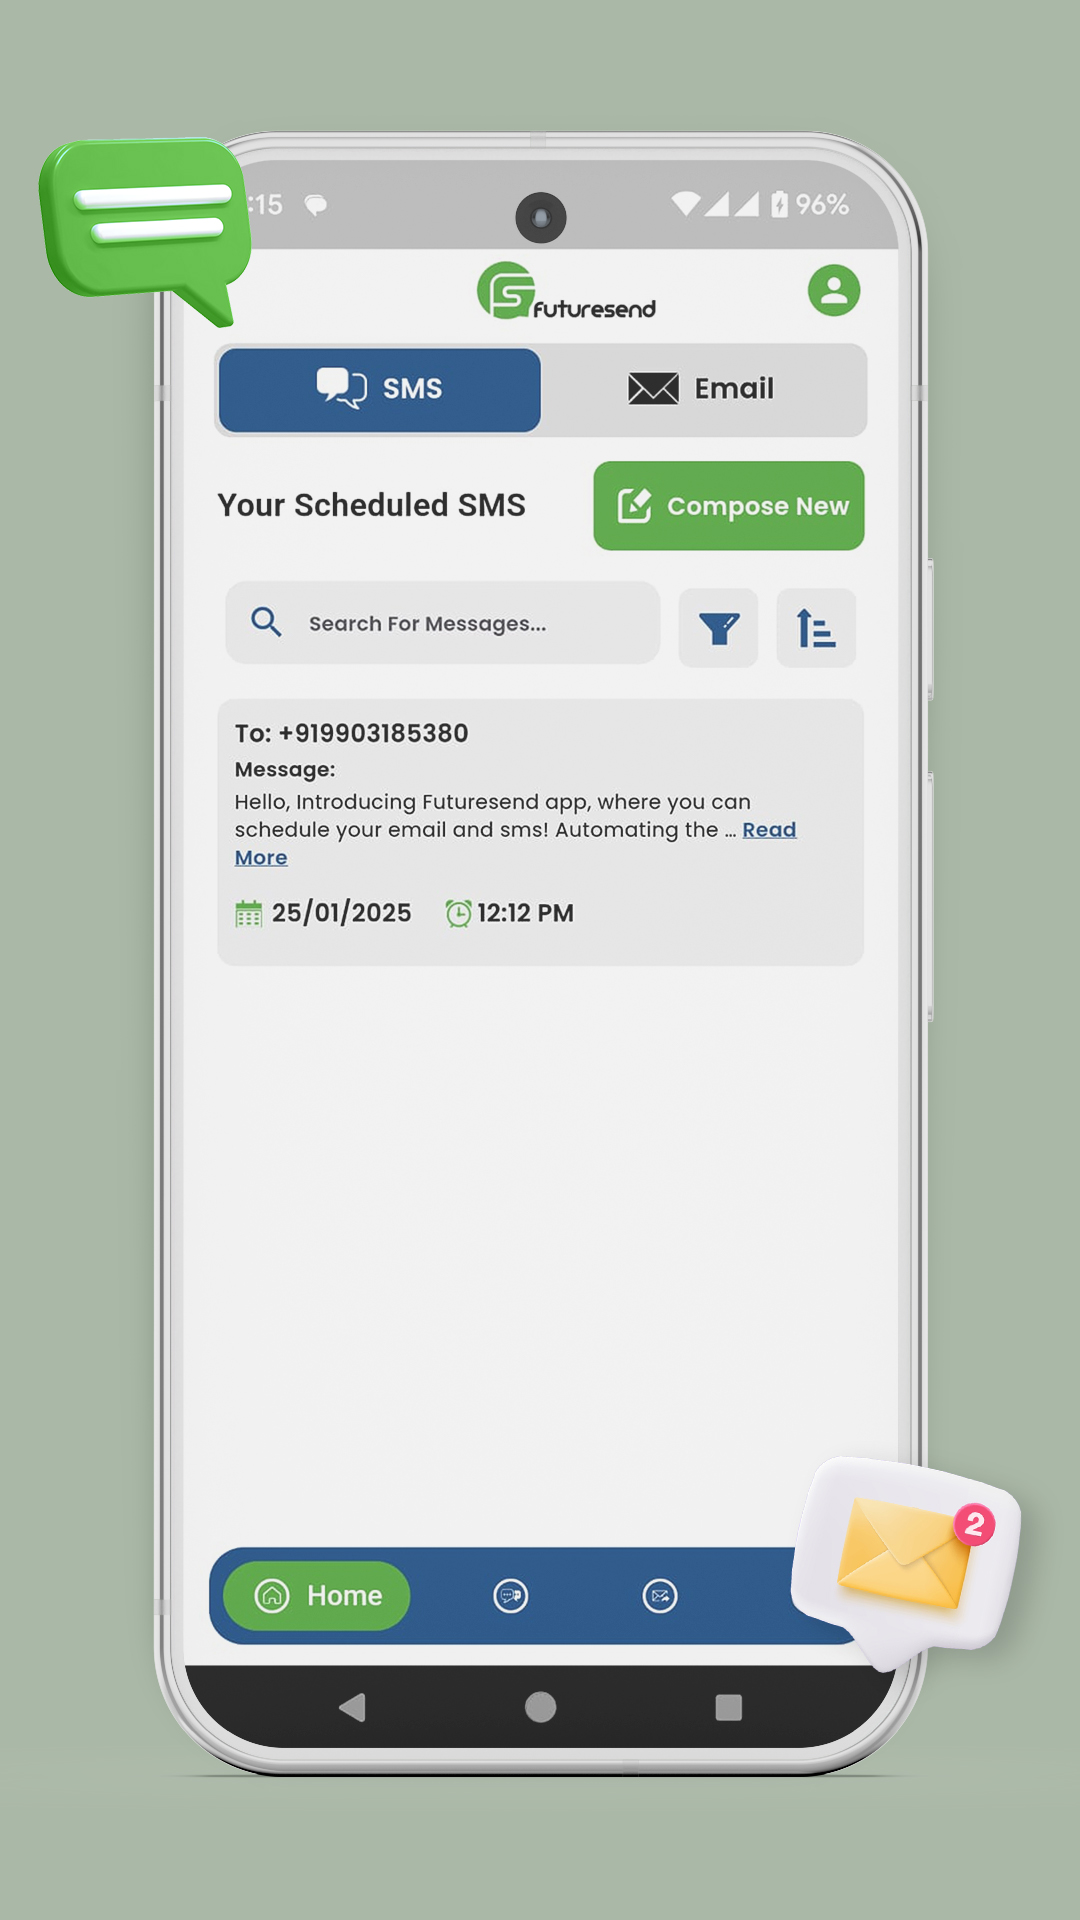 :15
96%
futuresend
SMS
Email
Your Scheduled SMS
Compose New
Search For Messages...
To: +919903185380
Message:
Hello, Introducing Futuresend app, where you can
schedule your email and sms! Automating the ... Read
More
25/01/2025
12:12 PM
2
Home